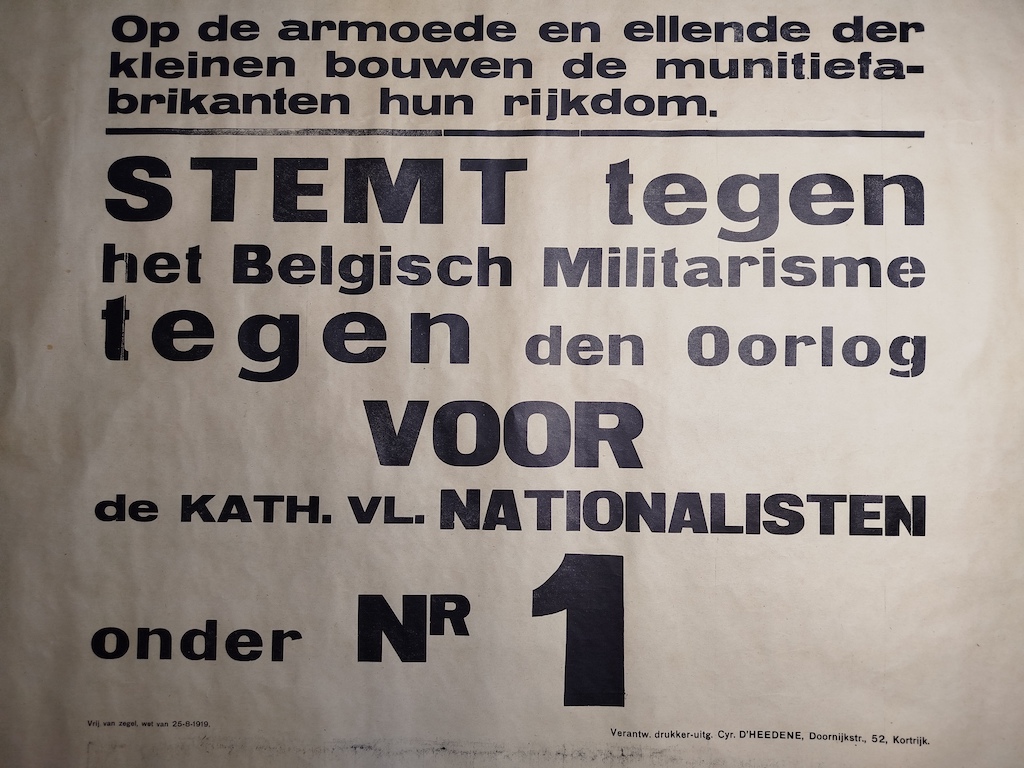 Op de armoede en ellende der
kleinen bouwen de munitiefa-
brikanten hun rijkdom.
STEMT tegen
het Belgisch Militarisme
tegen den Oorlog
VOOR
de KATH. VL. NATIONALISTEN
onder NR 1
Vrij van zegel, wet van 25-8-1919.
Verantw. drukker-uitg. Cyr. D'HEEDENE, Doornijkstr., 52, Kortrijk.